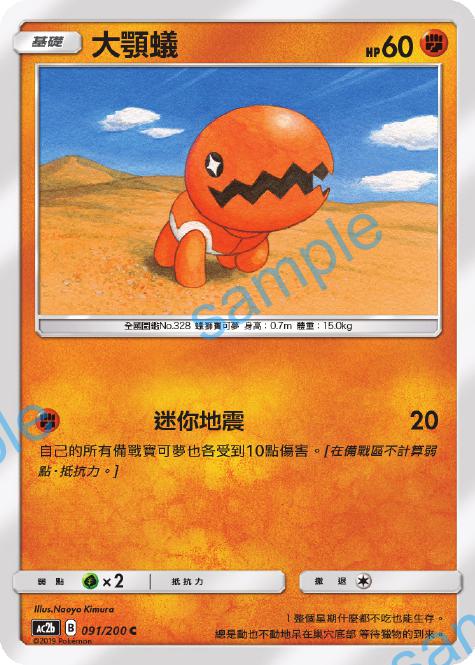 基礎 大顎蟻 HP60
全國圖鑑No.328 蟻獅寶可夢 身高：0.7m 體重：15.0kg
迷你地震 20
自己的所有備戰寶可夢也各受到10點傷害。[在備戰區不計算弱
點‧抵抗力。]
弱點 ×2 抵抗力 撤退
Illus.Naoyo Kimura
AC2b B 091/200 C
©2019 Pokémon
1整個星期什麼都不吃也能生存。
總是動也不動地呆在巢穴底部 等待獵物的到來
sample
sample